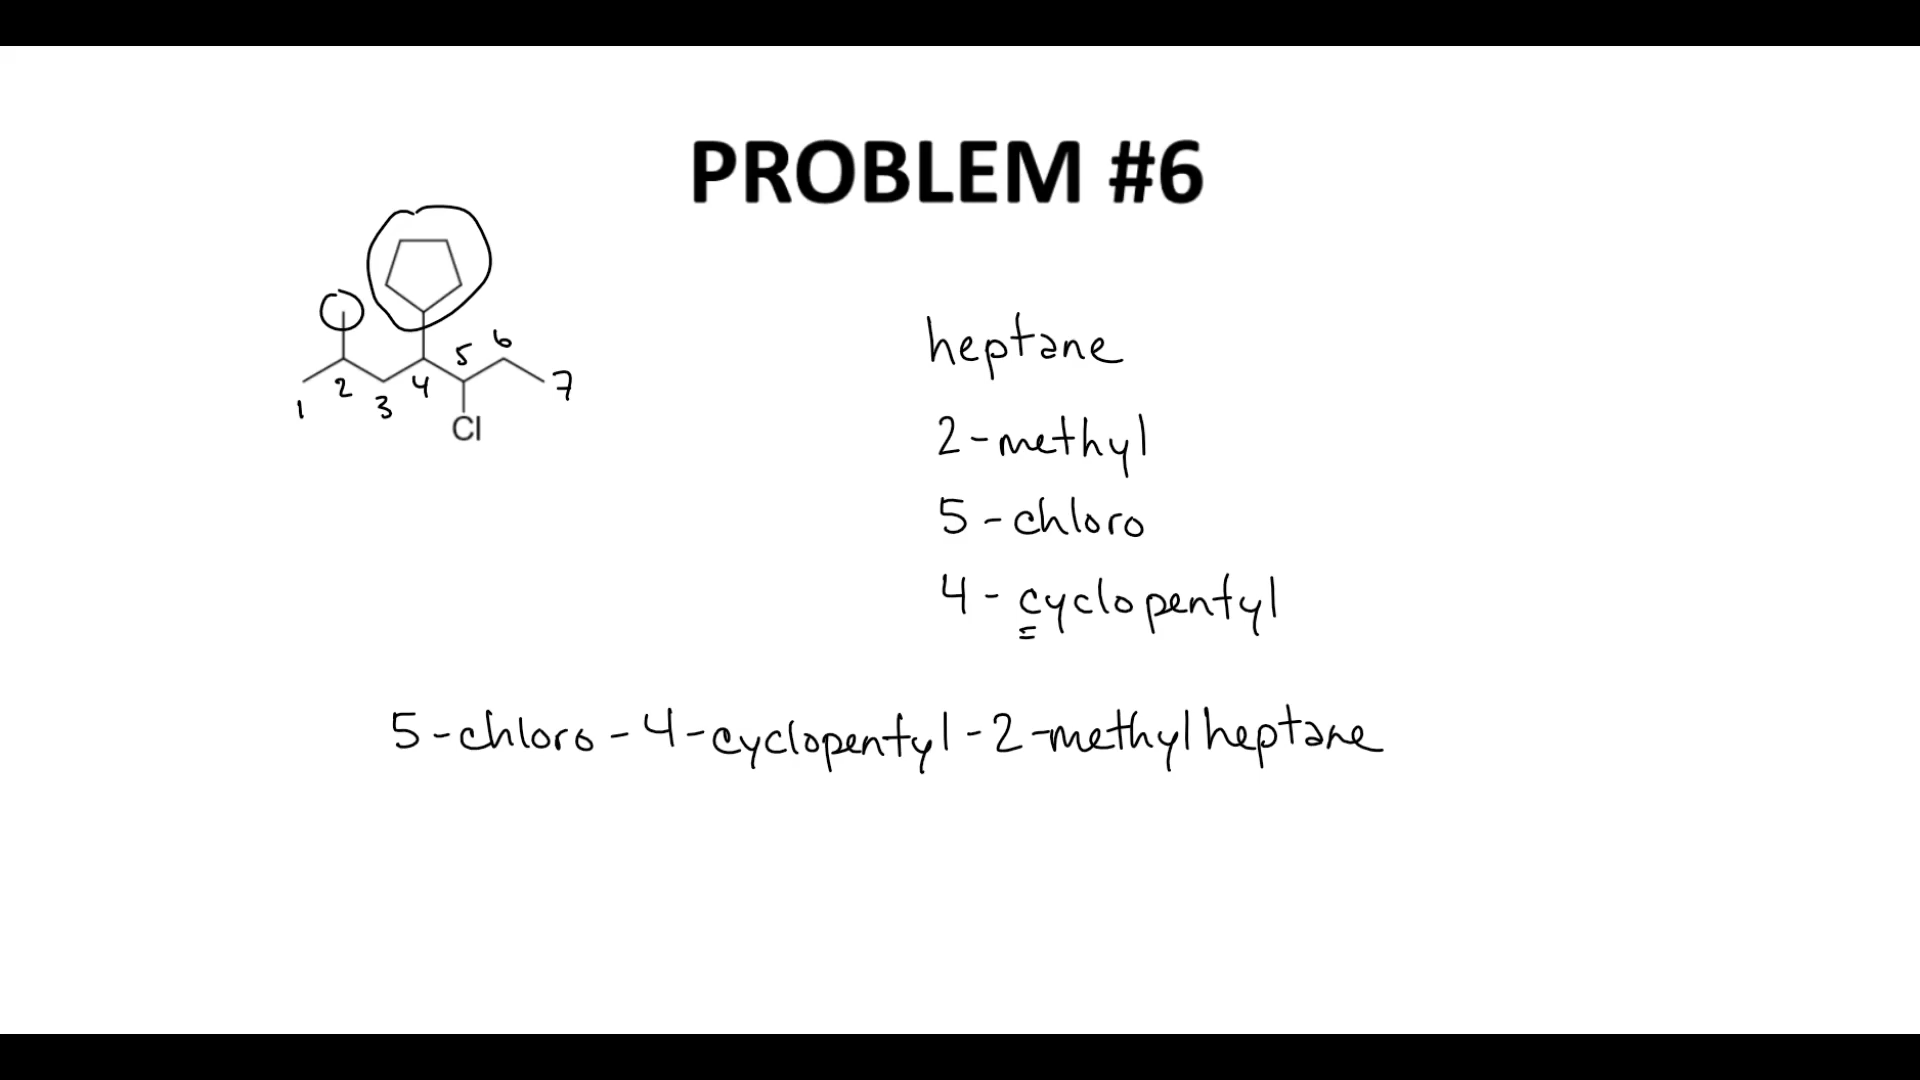 PROBLEM #6
1 2 3 4 5 6 7
Cl
heptane
2-methyl
5-chloro
4-cyclopentyl
5-chloro-4-cyclopentyl-2-methylheptane